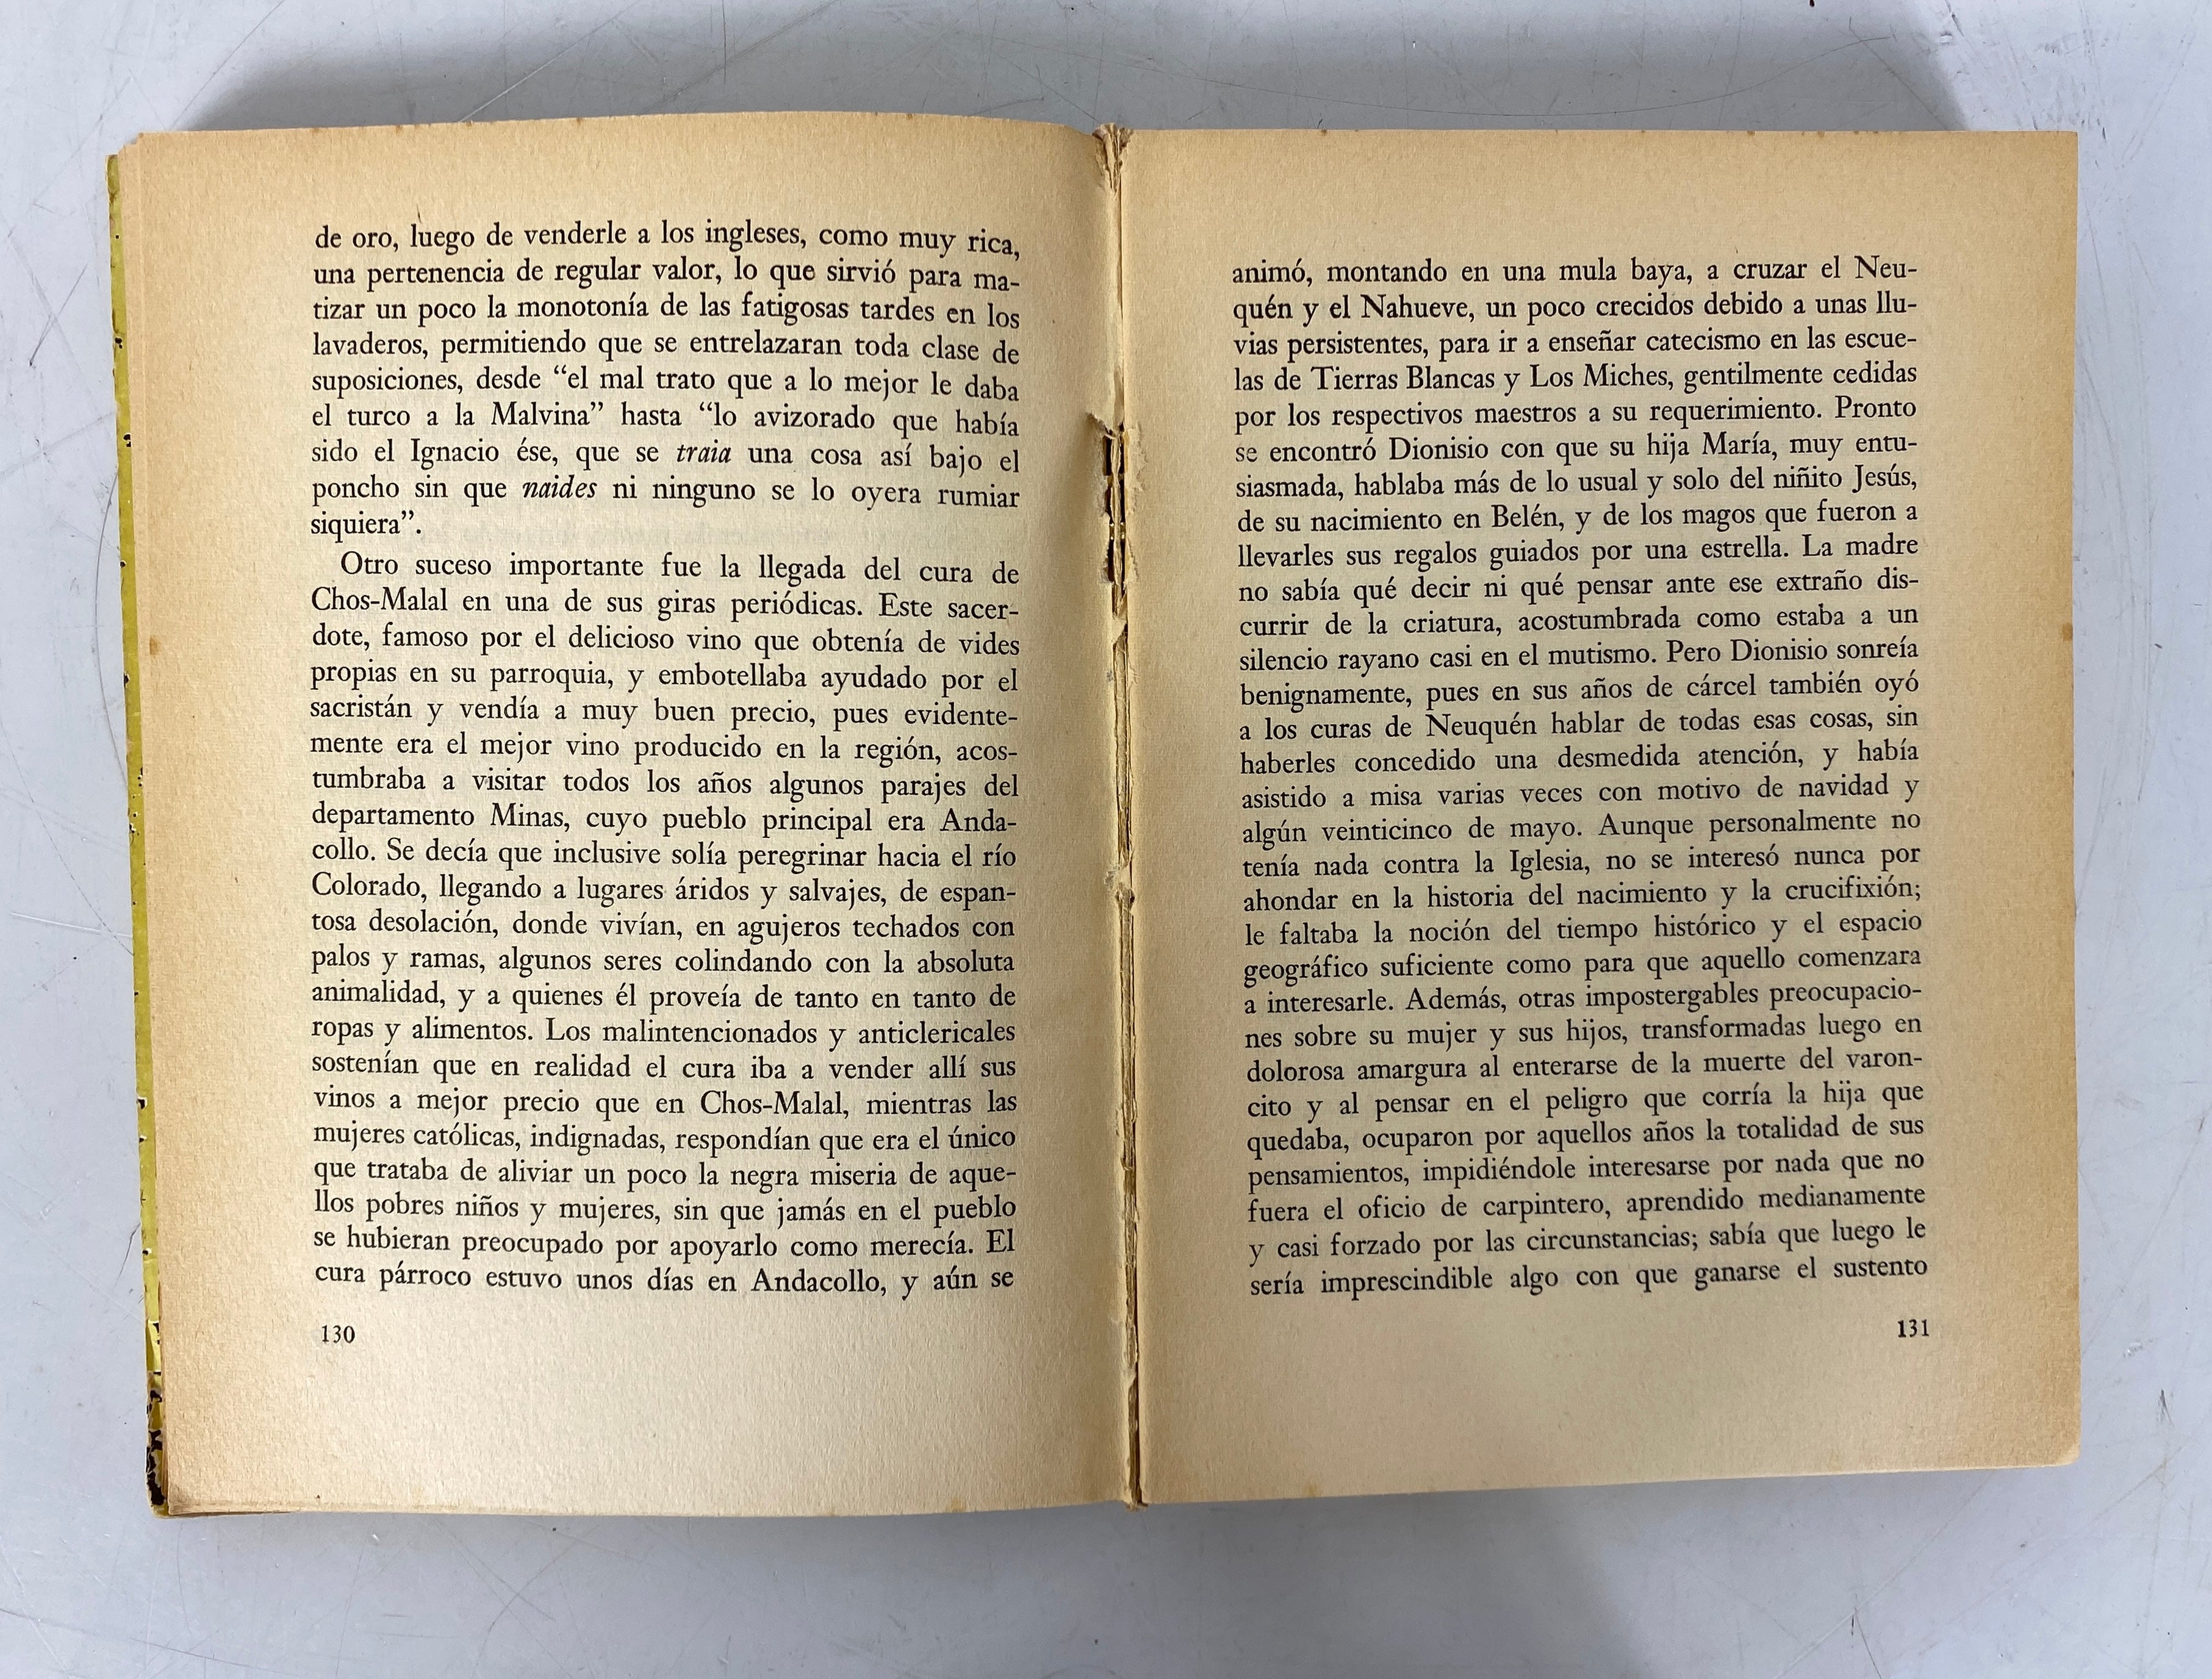 de oro, luego de venderle a los ingleses, como muy rica,
una pertenencia de regular valor, lo que sirvió para ma-
tizar un poco la monotonía de las fatigosas tardes en los
lavaderos, permitiendo que se entrelazaran toda clase de
suposiciones, desde “el mal trato que a lo mejor le daba
el turco a la Malvina” hasta “lo avizorado que había
sido el Ignacio ése, que se traia una cosa así bajo el
poncho sin que naides ni ninguno se lo oyera rumiar
siquiera”.
Otro suceso importante fue la llegada del cura de
Chos-Malal en una de sus giras periódicas. Este sacer-
dote, famoso por el delicioso vino que obtenía de vides
propias en su parroquia, y embotellaba ayudado por el
sacristán y vendía a muy buen precio, pues evidente-
mente era el mejor vino producido en la región, acos-
tumbraba a visitar todos los años algunos parajes del
departamento Minas, cuyo pueblo principal era Anda-
collo. Se decía que inclusive solía peregrinar hacia el río
Colorado, llegando a lugares áridos y salvajes, de espan-
tosa desolación, donde vivían, en agujeros techados con
palos y ramas, algunos seres colindando con la absoluta
animalidad, y a quienes él proveía de tanto en tanto de
ropas y alimentos. Los malintencionados y anticlericales
sostenían que en realidad el cura iba a vender allí sus
vinos a mejor precio que en Chos-Malal, mientras las
mujeres católicas, indignadas, respondían que era el único
que trataba de aliviar un poco la negra miseria de aque-
llos pobres niños y mujeres, sin que jamás en el pueblo
se hubieran preocupado por apoyarlo como merecía. El
cura párroco estuvo unos días en Andacollo, y aún se
130
animó, montando en una mula baya, a cruzar el Neu-
quén y el Nahueve, un poco crecidos debido a unas llu-
vias persistentes, para ir a enseñar catecismo en las escue-
las de Tierras Blancas y Los Miches, gentilmente cedidas
por los respectivos maestros a su requerimiento. Pronto
se encontró Dionisio con que su hija María, muy entu-
siasmada, hablaba más de lo usual y solo del niñito Jesús,
de su nacimiento en Belén, y de los magos que fueron a
llevarles sus regalos guiados por una estrella. La madre
no sabía qué decir ni qué pensar ante ese extraño dis-
currir de la criatura, acostumbrada como estaba a un
silencio rayano casi en el mutismo. Pero Dionisio sonreía
benignamente, pues en sus años de cárcel también oyó
a los curas de Neuquén hablar de todas esas cosas, sin
haberles concedido una desmedida atención, y había
asistido a misa varias veces con motivo de navidad y
algún veinticinco de mayo. Aunque personalmente no
tenía nada contra la Iglesia, no se interesó nunca por
ahondar en la historia del nacimiento y la crucifixión;
le faltaba la noción del tiempo histórico y el espacio
geográfico suficiente como para que aquello comenzara
a interesarle. Además, otras impostergables preocupacio-
nes sobre su mujer y sus hijos, transformadas luego en
dolorosa amargura al enterarse de la muerte del varon-
cito y al pensar en el peligro que corría la hija que
quedaba, ocuparon por aquellos años la totalidad de sus
pensamientos, impidiéndole interesarse por nada que no
fuera el oficio de carpintero, aprendido medianamente
y casi forzado por las circunstancias; sabía que luego le
sería imprescindible algo con que ganarse el sustento
131